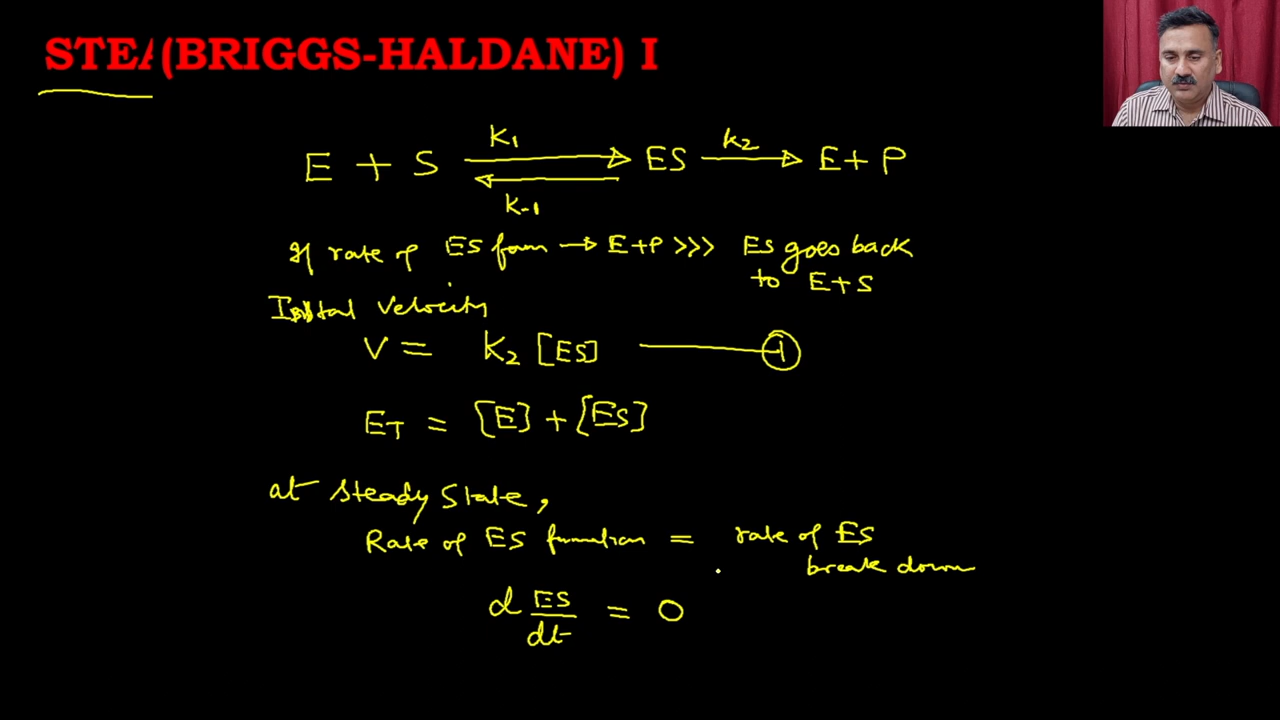 STEA(BRIGGS-HALDANE) I
E + S K1 K-1 ES K2 E+P
If rate of ES form → E+P >>> ES goes back
to E+S
Initial Velocity
V = K2 [ES] ——— 1
ET = [E] + [ES]
at Steady State,
Rate of ES formation = rate of ES
break down
d ES/dt = 0